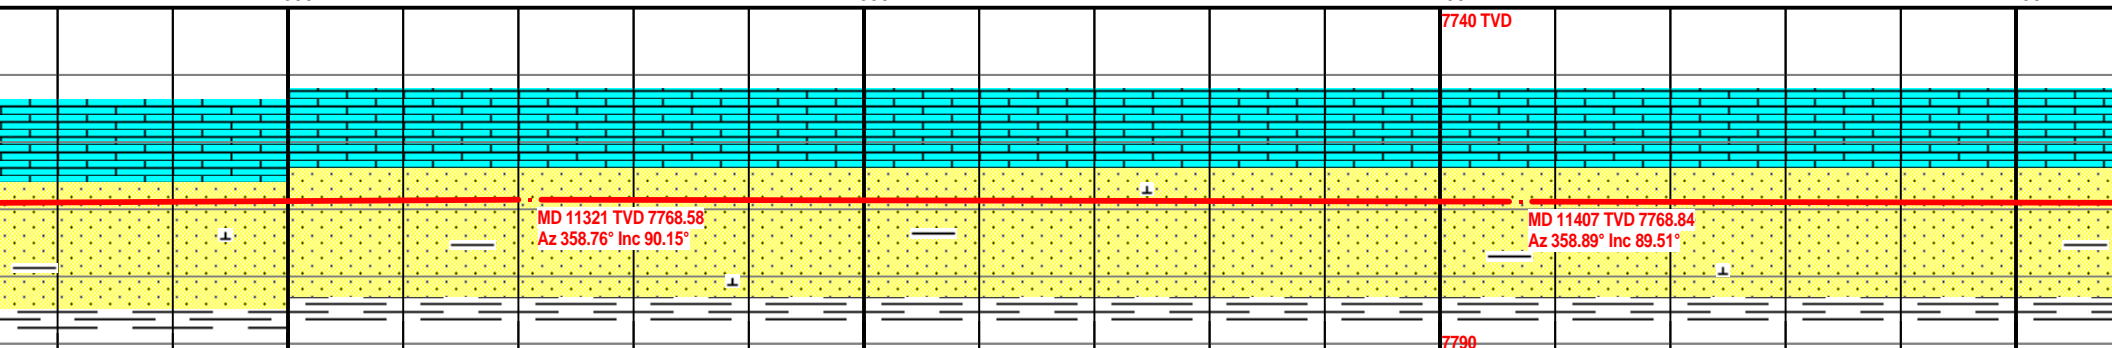 7740 TVD
MD 11321 TVD 7768.58
Az 358.76° Inc 90.15°
MD 11407 TVD 7768.84
Az 358.89° Inc 89.51°
7790